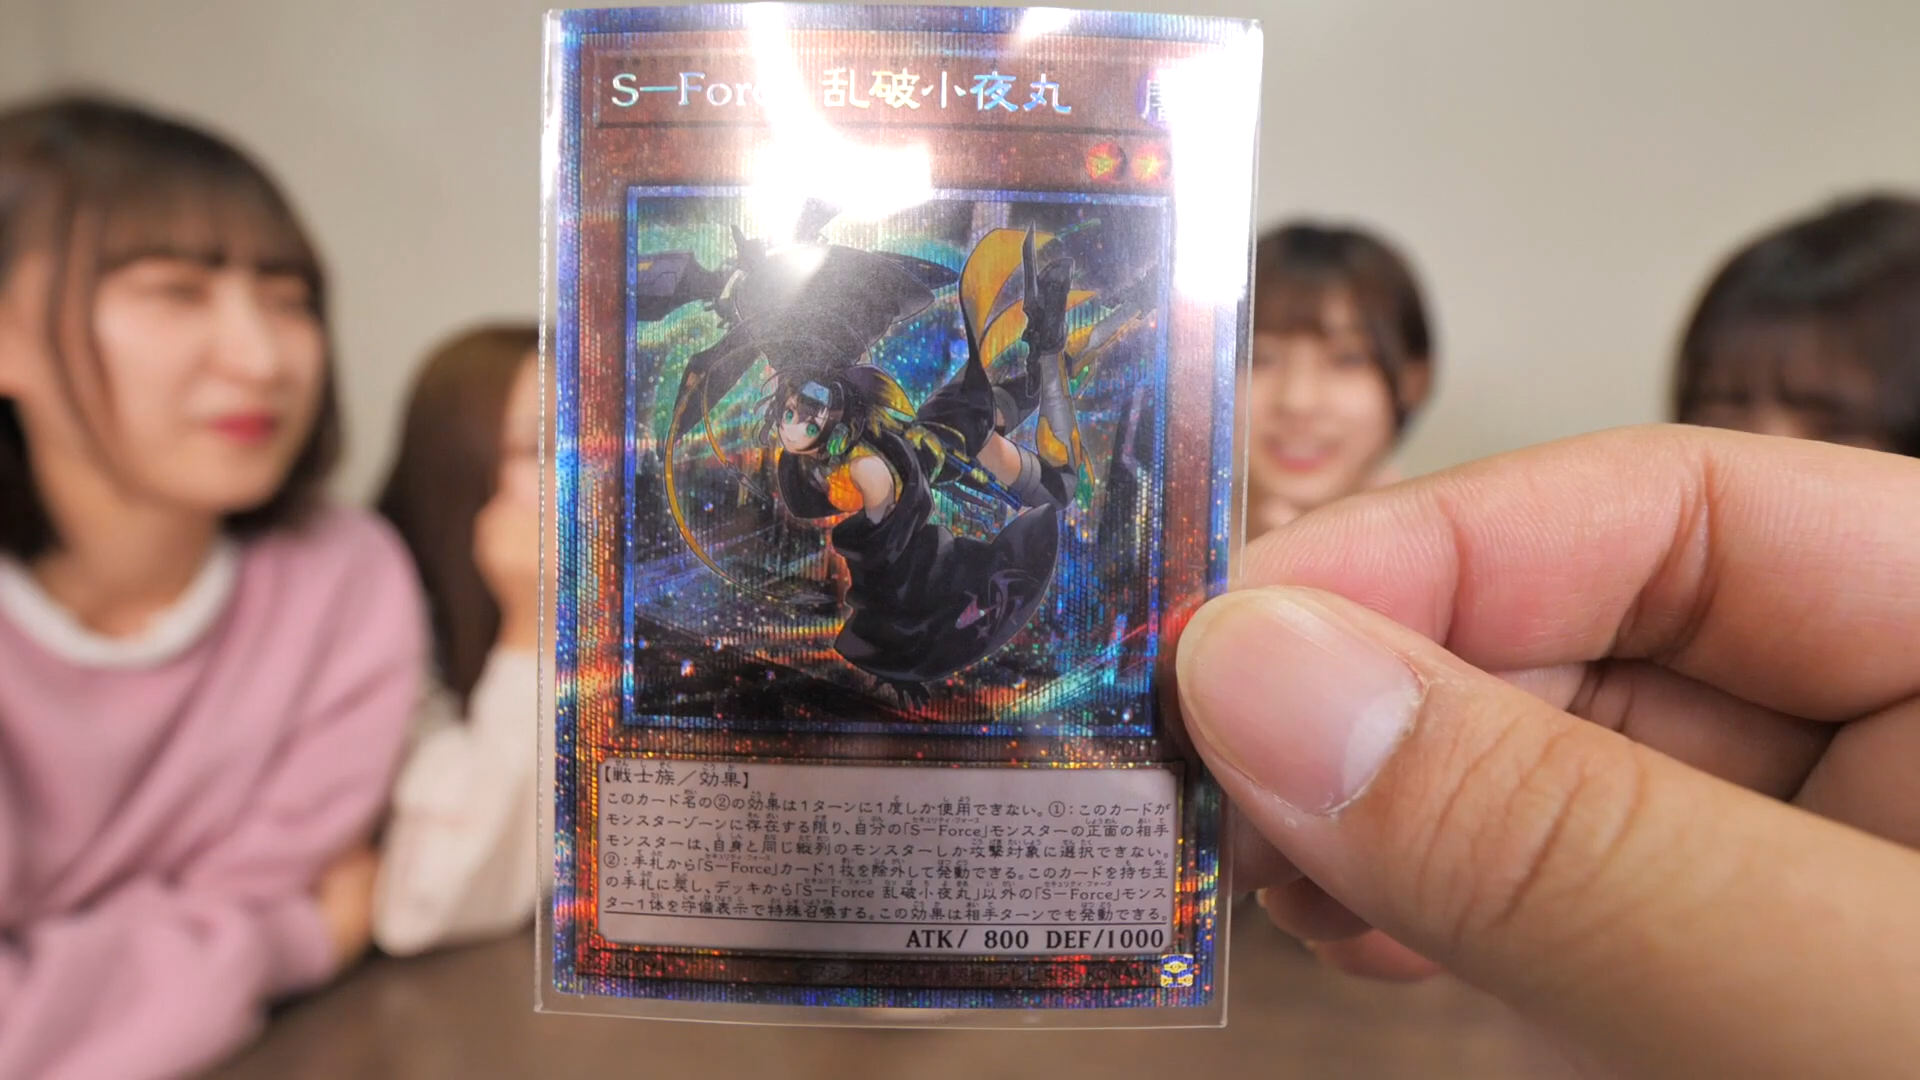 S－Force 乱破小夜丸
闇
【戦士族／効果】
このカード名の②の効果は１ターンに１度しか使用できない。①：このカードが
モンスターゾーンに存在する限り、自分の「S－Force」モンスターの正面の相手
モンスターは、自身と同じ縦列のモンスターしか攻撃対象に選択できない。
②：手札から「S－Force」カード１枚を除外して発動できる。このカードを持ち主
の手札に戻し、デッキから「S－Force 乱破小夜丸」以外の「S－Force」モンス
ター１体を守備表示で特殊召喚する。この効果は相手ターンでも発動できる。
ATK/ 800 DEF/1000
KONAMI